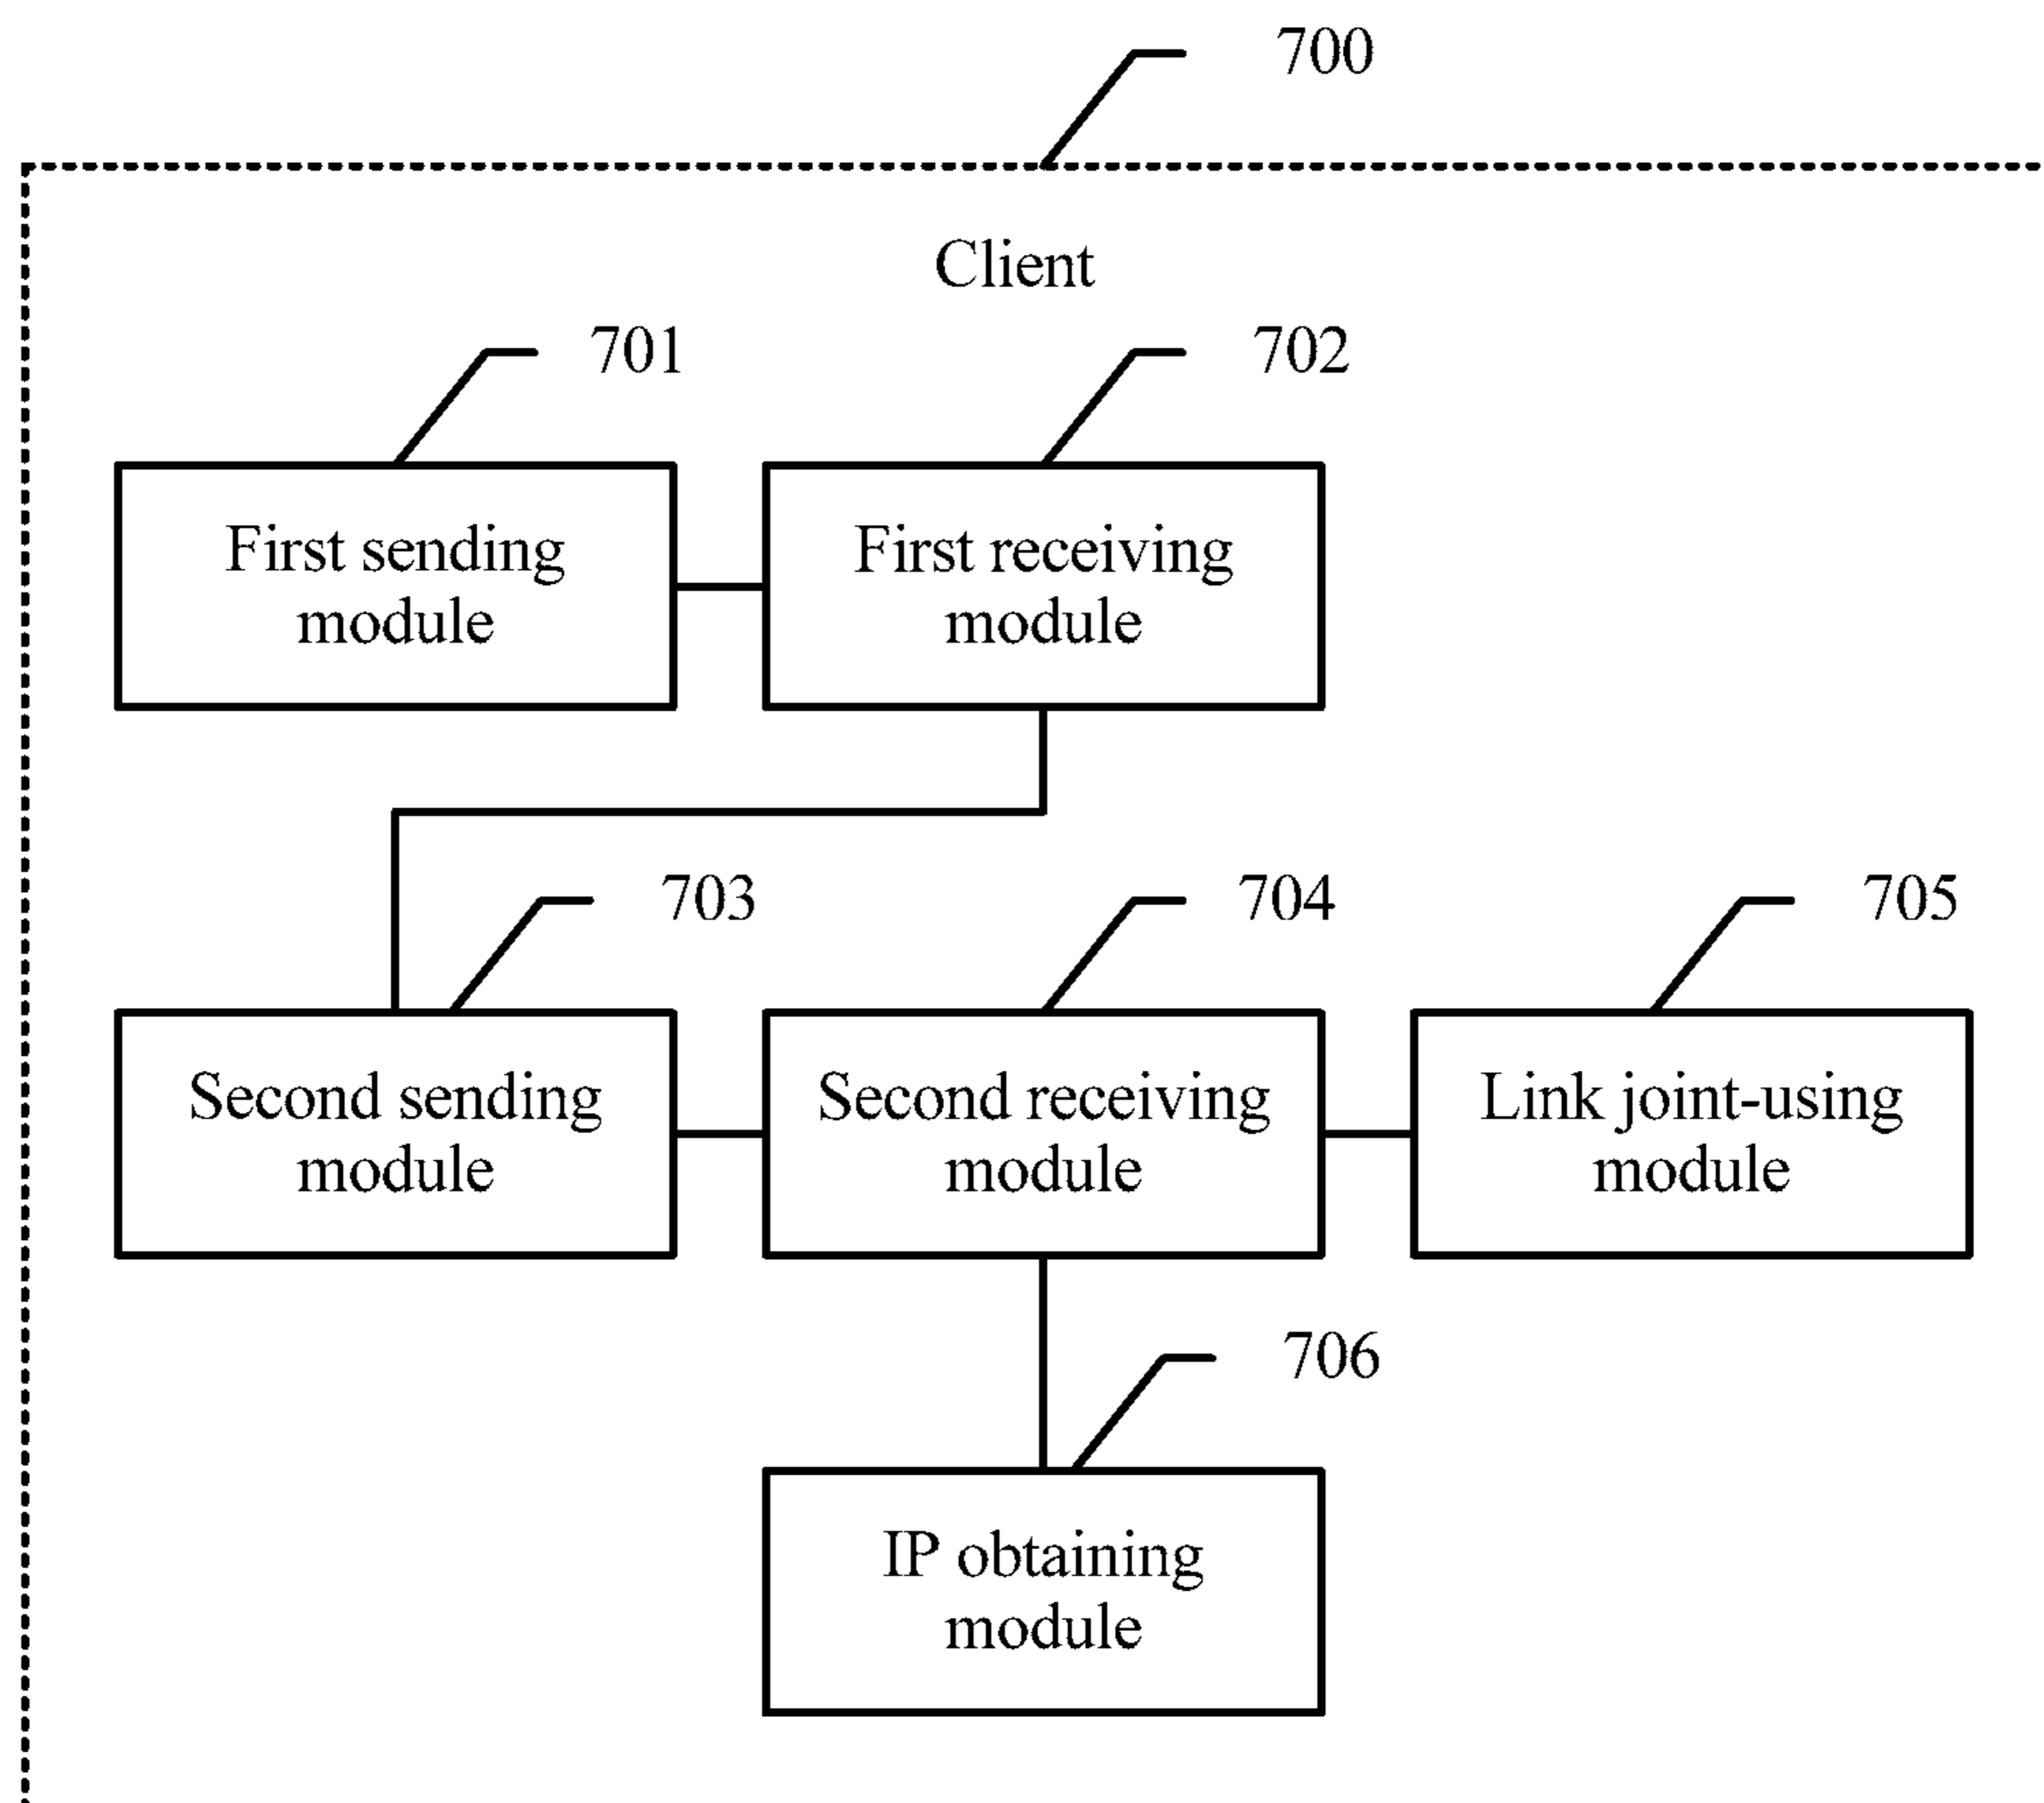 700
Client
701
702
First sending
module
First receiving
module
703
704
705
Second sending
module
Second receiving
module
Link joint-using
module
706
IP obtaining
module